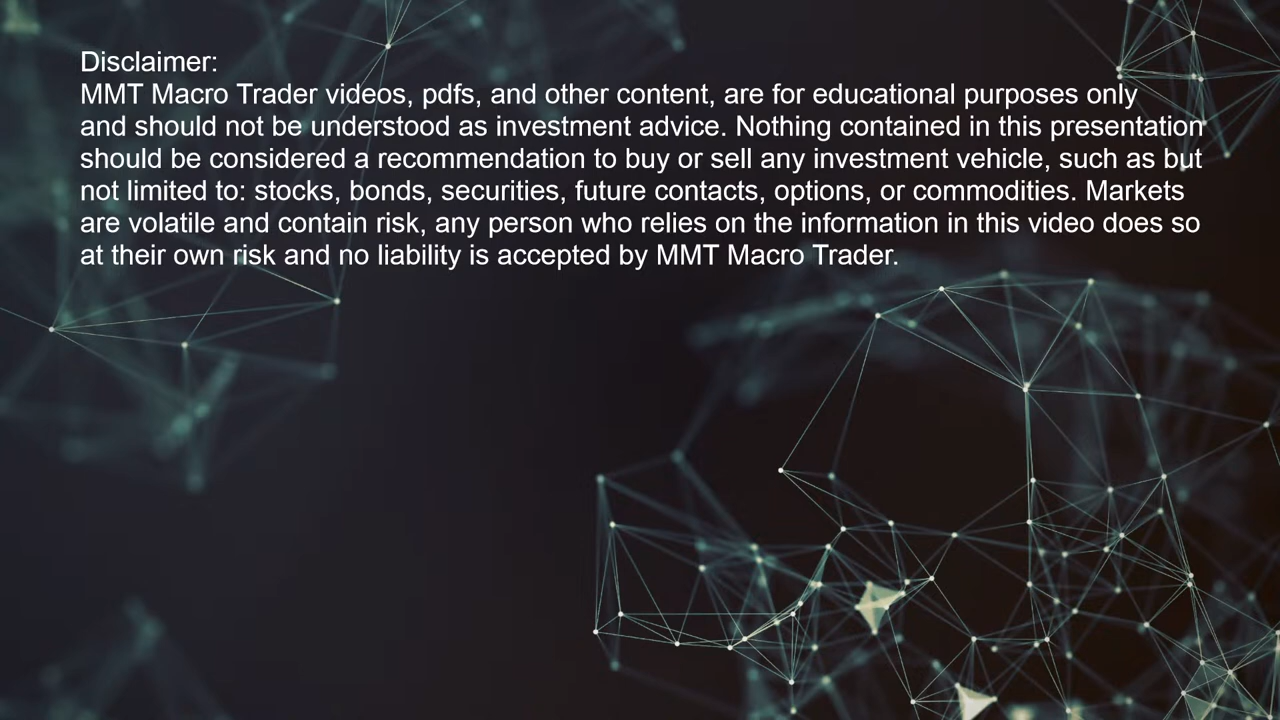 Disclaimer:
MMT Macro Trader videos, pdfs, and other content, are for educational purposes only
and should not be understood as investment advice. Nothing contained in this presentation
should be considered a recommendation to buy or sell any investment vehicle, such as but
not limited to: stocks, bonds, securities, future contacts, options, or commodities. Markets
are volatile and contain risk, any person who relies on the information in this video does so
at their own risk and no liability is accepted by MMT Macro Trader.